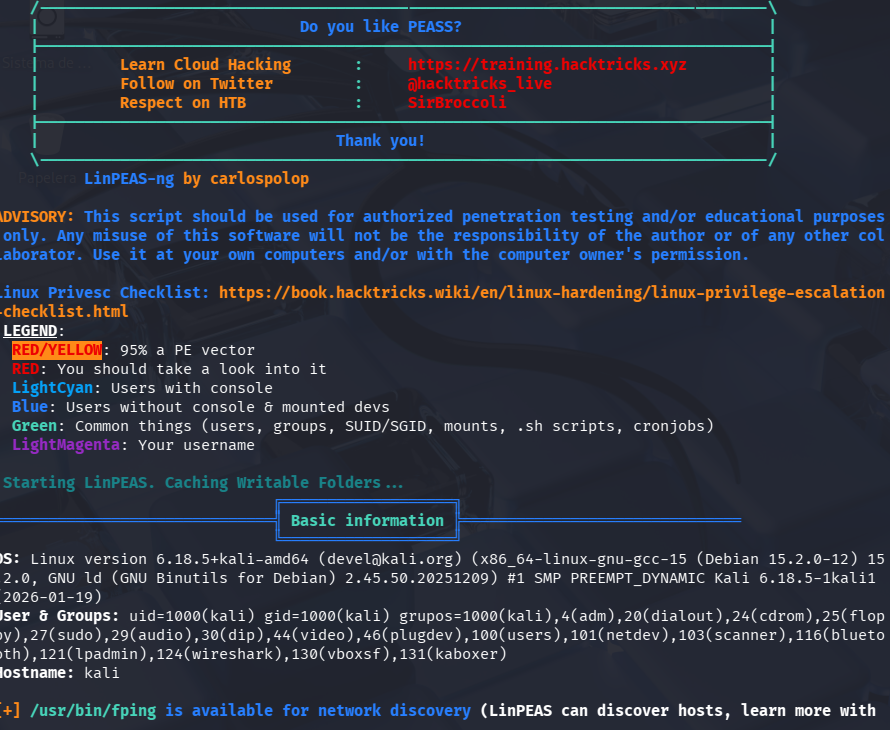 Do you like PEASS?
Learn Cloud Hacking : https://training.hacktricks.xyz
Follow on Twitter : @hacktricks_live
Respect on HTB : SirBroccoli
Thank you!
Papelera LinPEAS-ng by carlospolop
ADVISORY: This script should be used for authorized penetration testing and/or educational purposes
only. Any misuse of this software will not be the responsibility of the author or of any other col
laborator. Use it at your own computers and/or with the computer owner's permission.
Linux Privesc Checklist: https://book.hacktricks.wiki/en/linux-hardening/linux-privilege-escalation
-checklist.html
LEGEND:
RED/YELLOW: 95% a PE vector
RED: You should take a look into it
LightCyan: Users with console
Blue: Users without console & mounted devs
Green: Common things (users, groups, SUID/SGID, mounts, .sh scripts, cronjobs)
LightMagenta: Your username
Starting LinPEAS. Caching Writable Folders...
Basic information
OS: Linux version 6.18.5+kali-amd64 (devel@kali.org) (x86_64-linux-gnu-gcc-15 (Debian 15.2.0-12) 15
.2.0, GNU ld (GNU Binutils for Debian) 2.45.50.20251209) #1 SMP PREEMPT_DYNAMIC Kali 6.18.5-1kali1
(2026-01-19)
User & Groups: uid=1000(kali) gid=1000(kali) grupos=1000(kali),4(adm),20(dialout),24(cdrom),25(flop
py),27(sudo),29(audio),30(dip),44(video),46(plugdev),100(users),101(netdev),103(scanner),116(blueto
oth),121(lpadmin),124(wireshark),130(vboxsf),131(kaboxer)
Hostname: kali
[+] /usr/bin/fping is available for network discovery (LinPEAS can discover hosts, learn more with